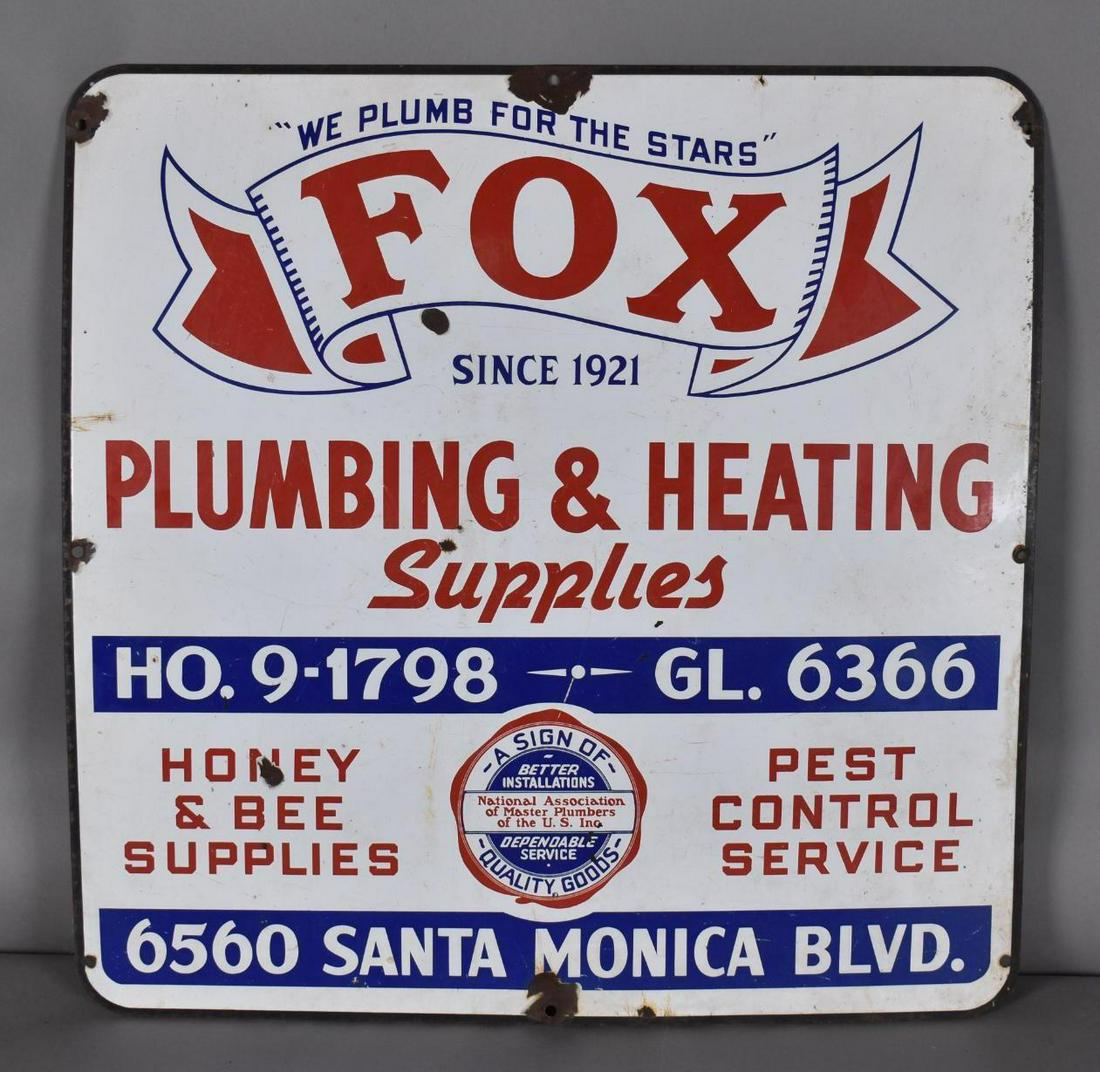 "WE PLUMB FOR THE STARS"
FOX
SINCE 1921
PLUMBING & HEATING
Supplies
HO. 9-1798 GL. 6366
HONEY
& BEE
SUPPLIES
A SIGN OF
BETTER
INSTALLATIONS
National Association
of Master Plumbers
of the U. S. Inc
DEPENDABLE
SERVICE
QUALITY GOODS
PEST
CONTROL
SERVICE
6560 SANTA MONICA BLVD.